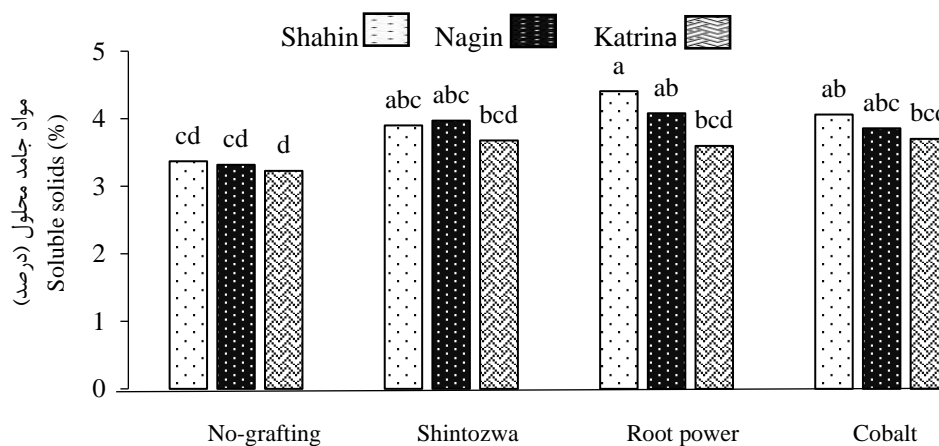 Shahin Nagin Katrina
5
4
3
2
1
0
مواد جامد محلول (درصد)
Soluble solids (%)
cd cd d
abc abc bcd
a ab bcd
ab abc bcd
No-grafting Shintozwa Root power Cobalt